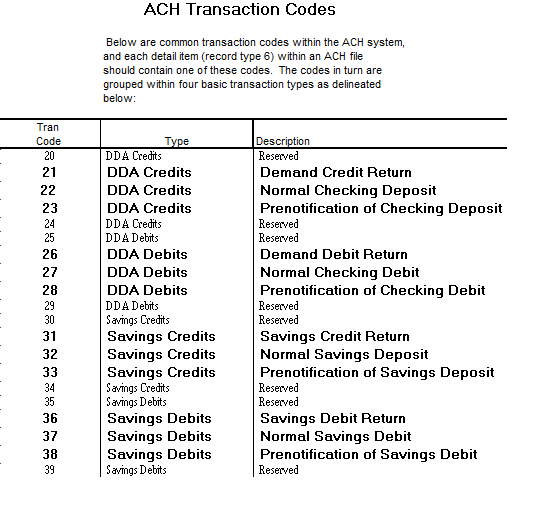 ACH Transaction Codes
Below are common transaction codes within the ACH system,
and each detail item (record type 6) within an ACH file
should contain one of these codes. The codes in turn are
grouped within four basic transaction types as delineated
below:
Tran
Code Type Description
20 DDA Credits Reserved
21 DDA Credits Demand Credit Return
22 DDA Credits Normal Checking Deposit
23 DDA Credits Prenotification of Checking Deposit
24 DDA Credits Reserved
25 DDA Debits Reserved
26 DDA Debits Demand Debit Return
27 DDA Debits Normal Checking Debit
28 DDA Debits Prenotification of Checking Debit
29 DDA Debits Reserved
30 Savings Credits Reserved
31 Savings Credits Savings Credit Return
32 Savings Credits Normal Savings Deposit
33 Savings Credits Prenotification of Savings Deposit
34 Savings Credits Reserved
35 Savings Debits Reserved
36 Savings Debits Savings Debit Return
37 Savings Debits Normal Savings Debit
38 Savings Debits Prenotification of Savings Debit
39 Savings Debits Reserved